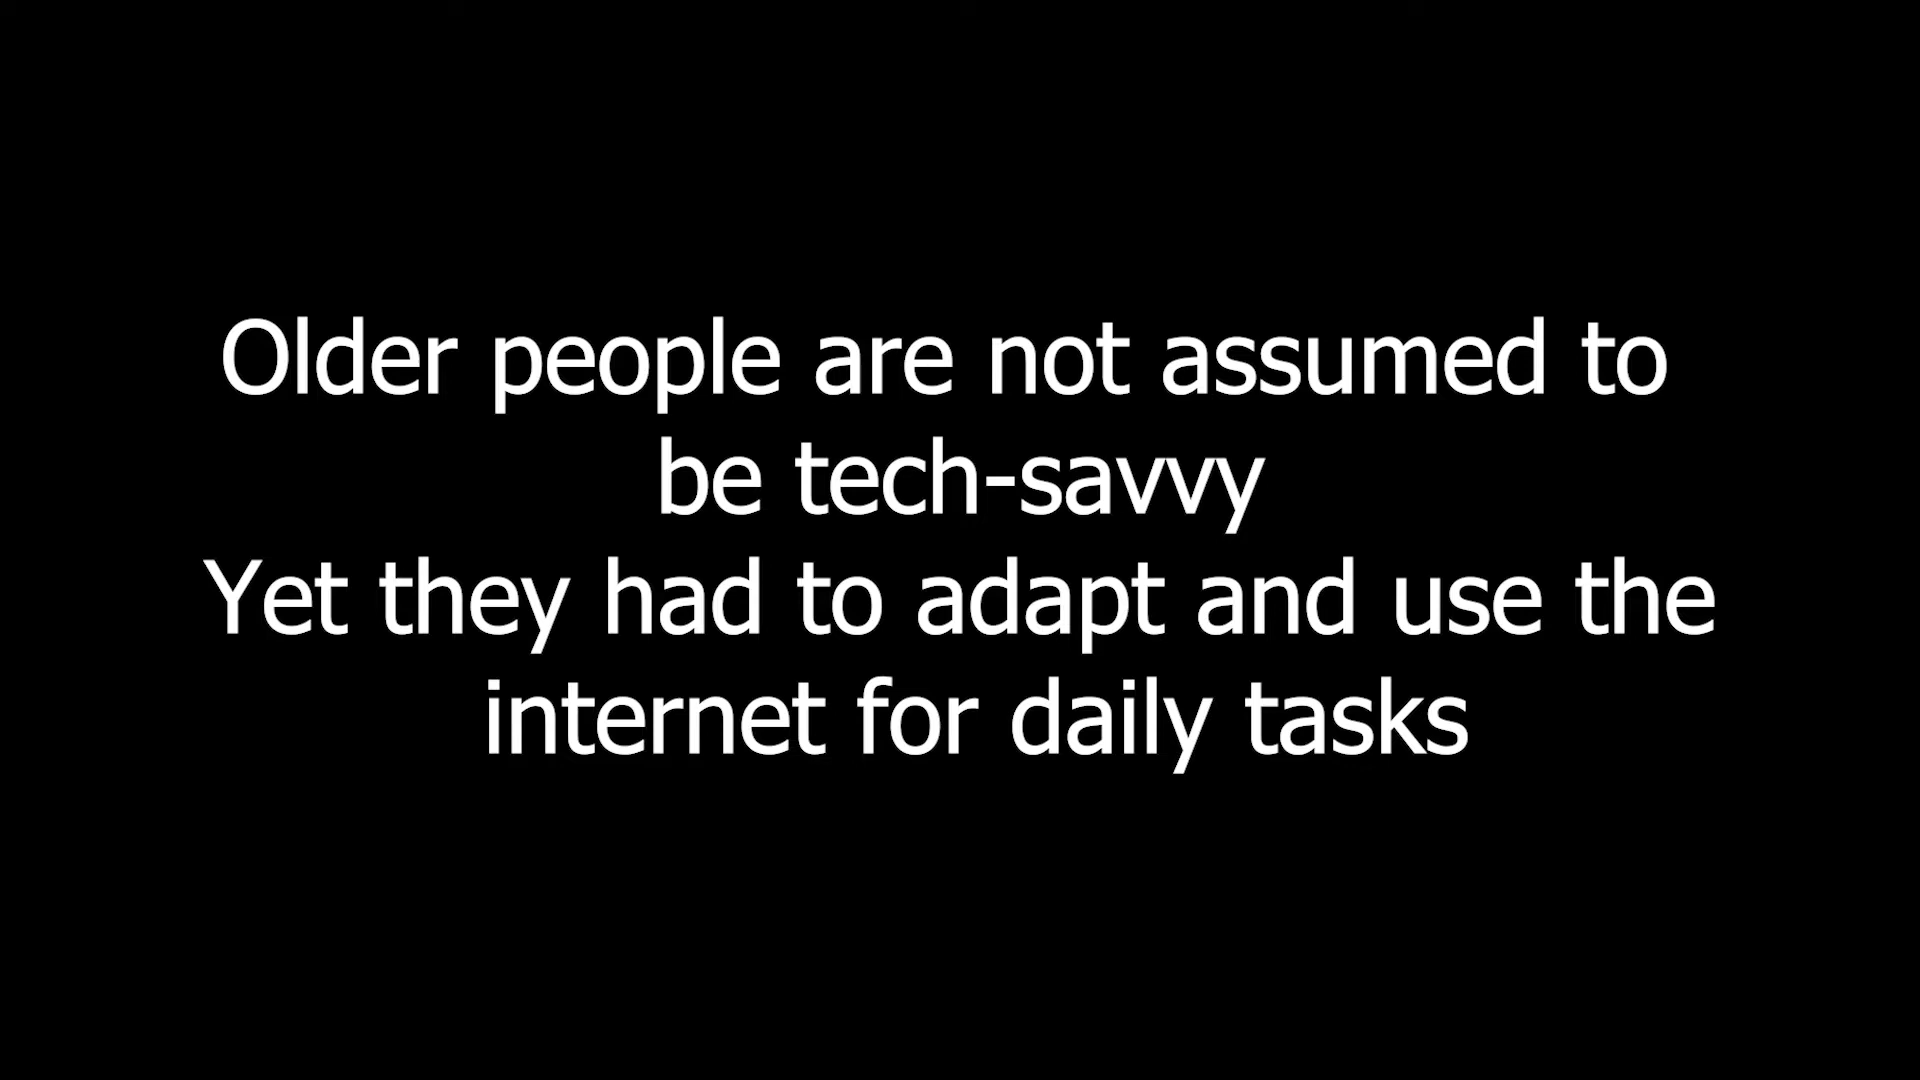 Older people are not assumed to
be tech-savvy
Yet they had to adapt and use the
internet for daily tasks